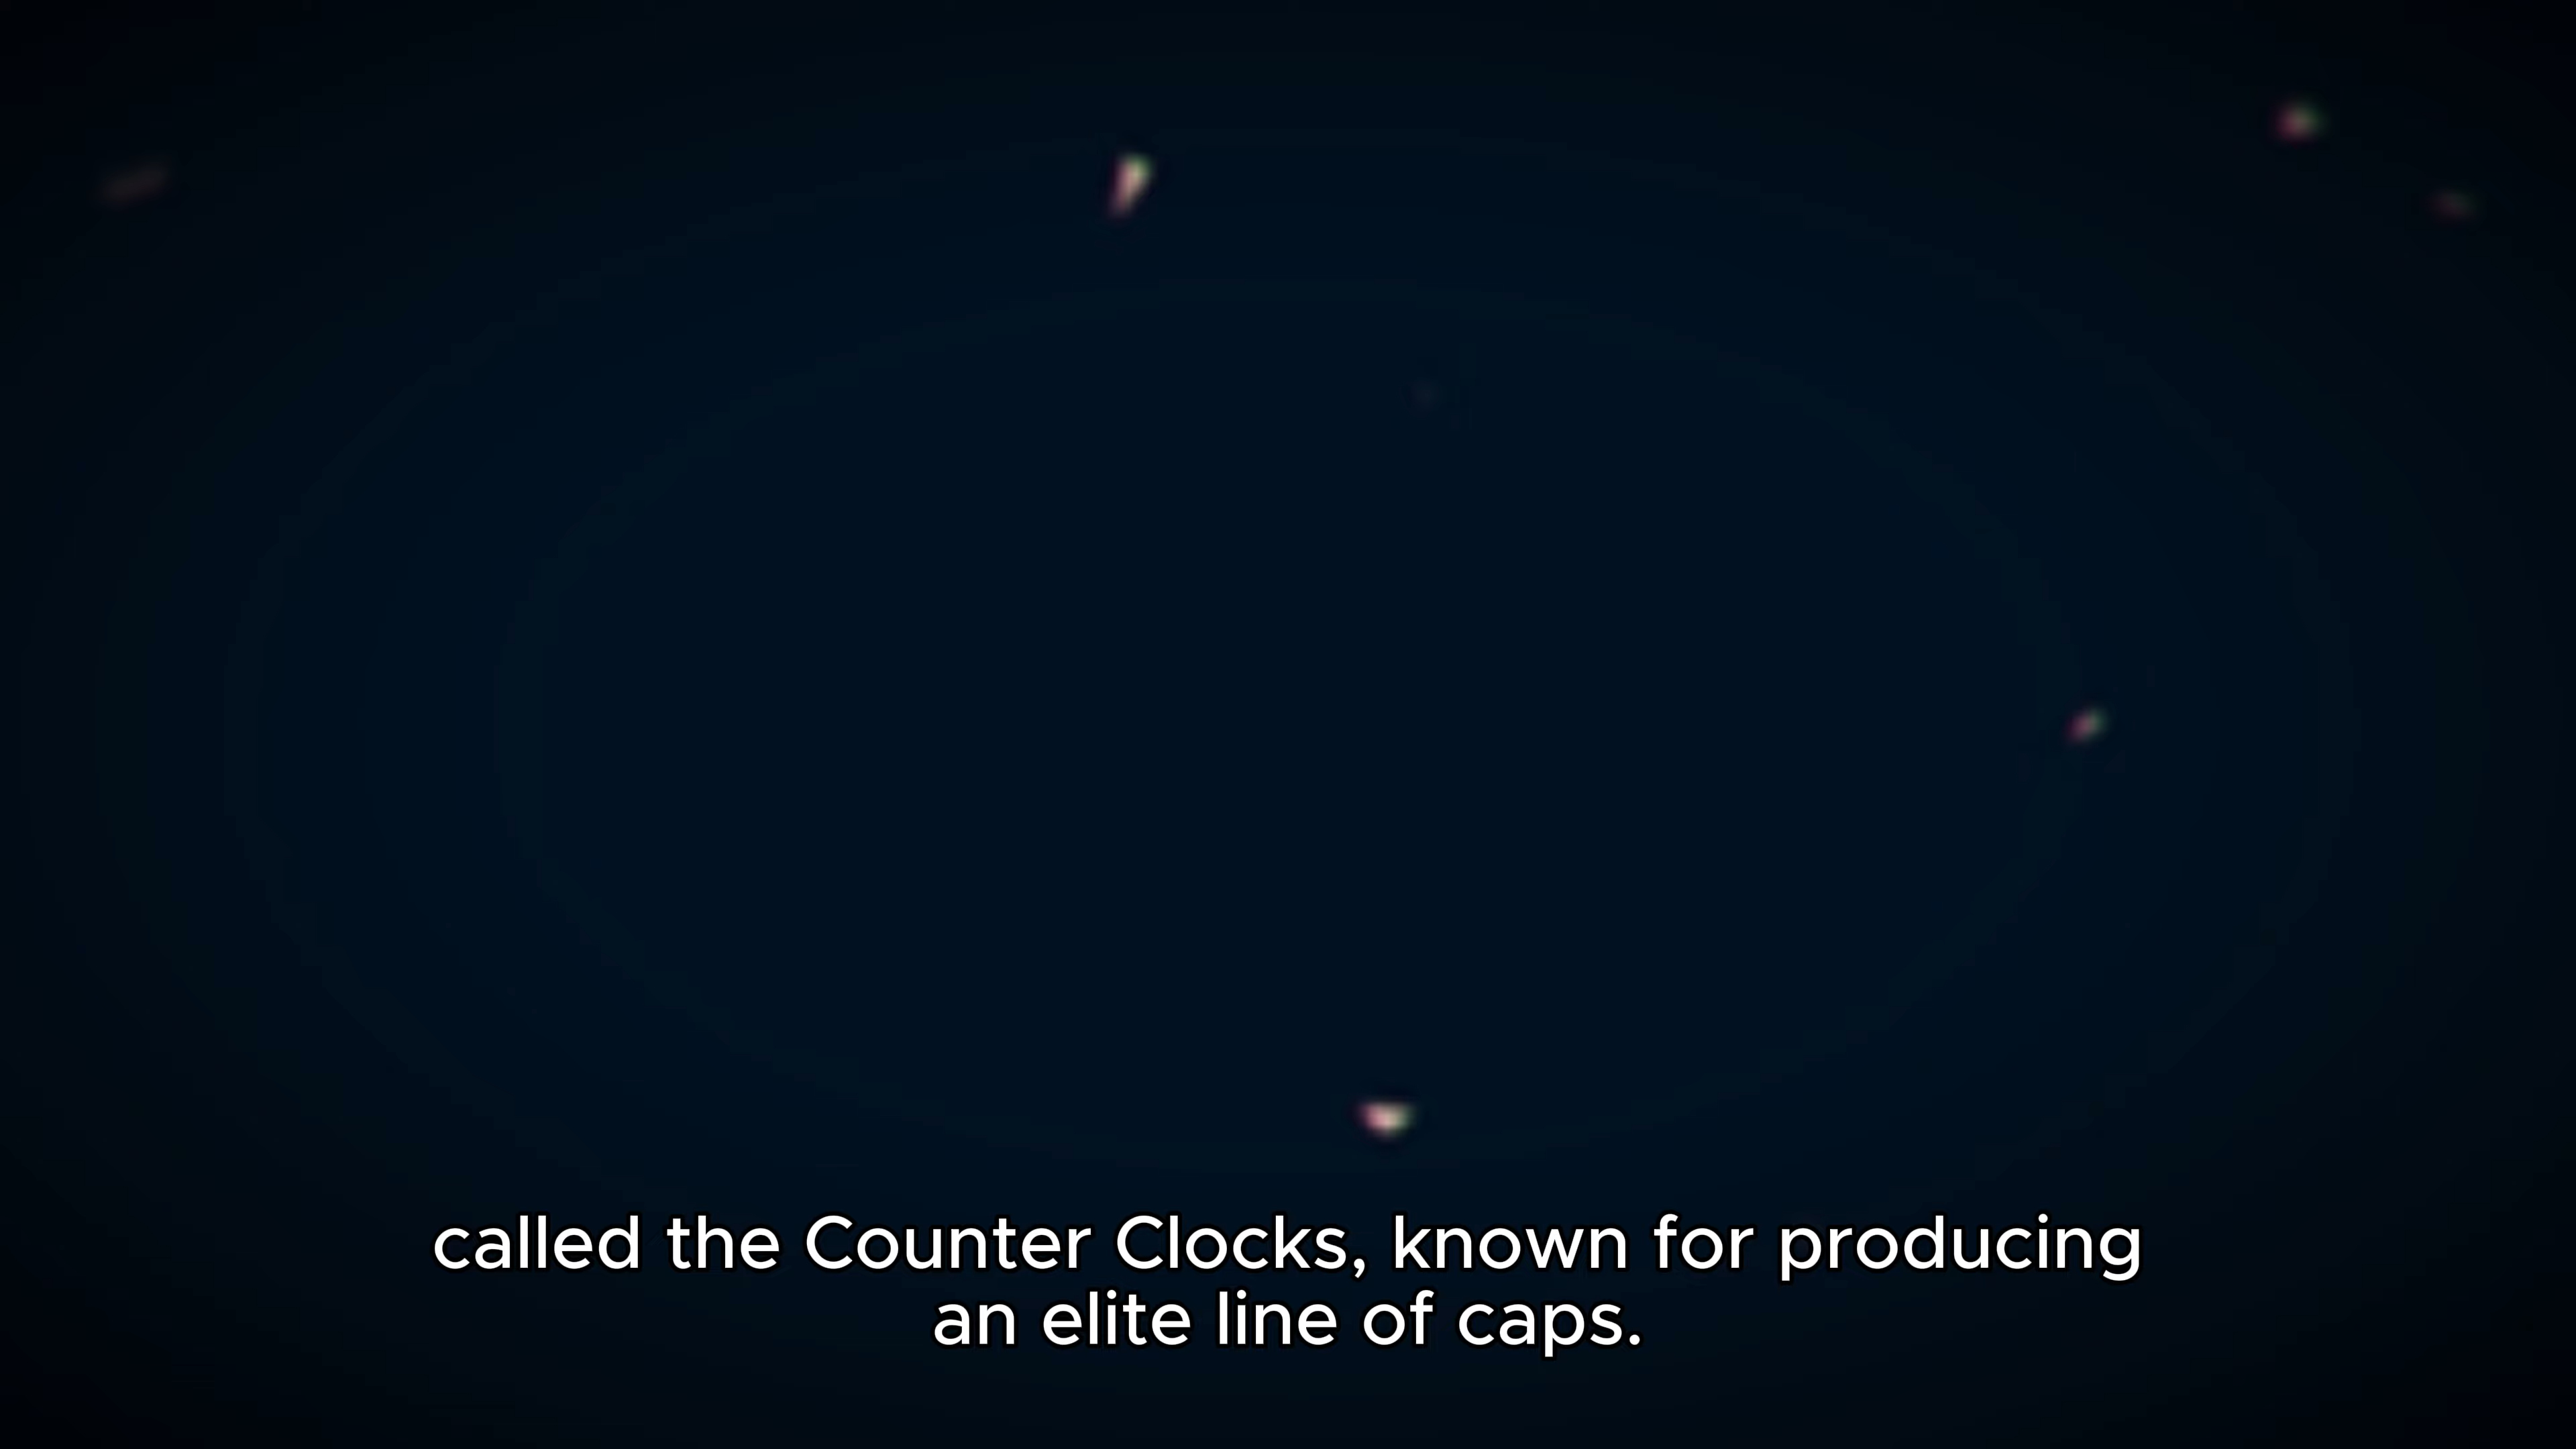 called the Counter Clocks, known for producing
an elite line of caps.